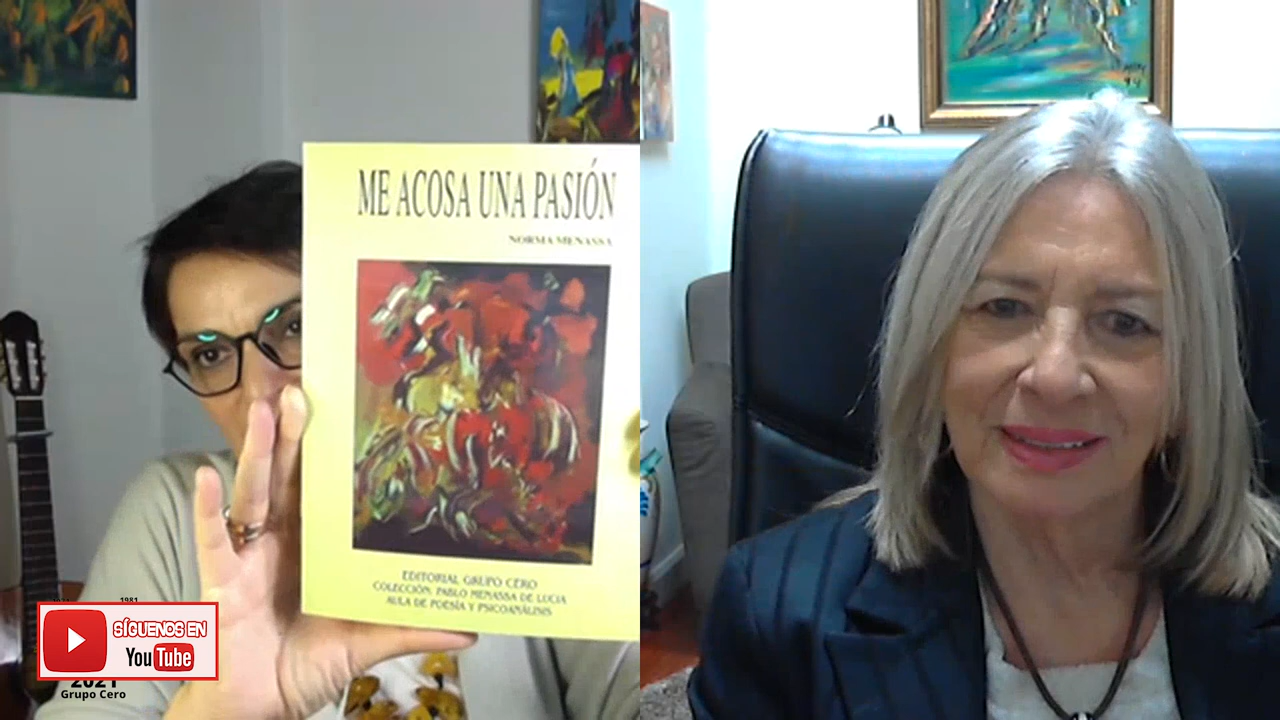 ME ACOSA UNA PASIÓN
NORMA MENASSA
EDITORIAL GRUPO CERO
COLECCIÓN: PABLO MENASSA DE LUCIA
AULA DE POESÍA Y PSICOANÁLISIS
1981
SÍGUENOS EN
YouTube
2021
Grupo Cero